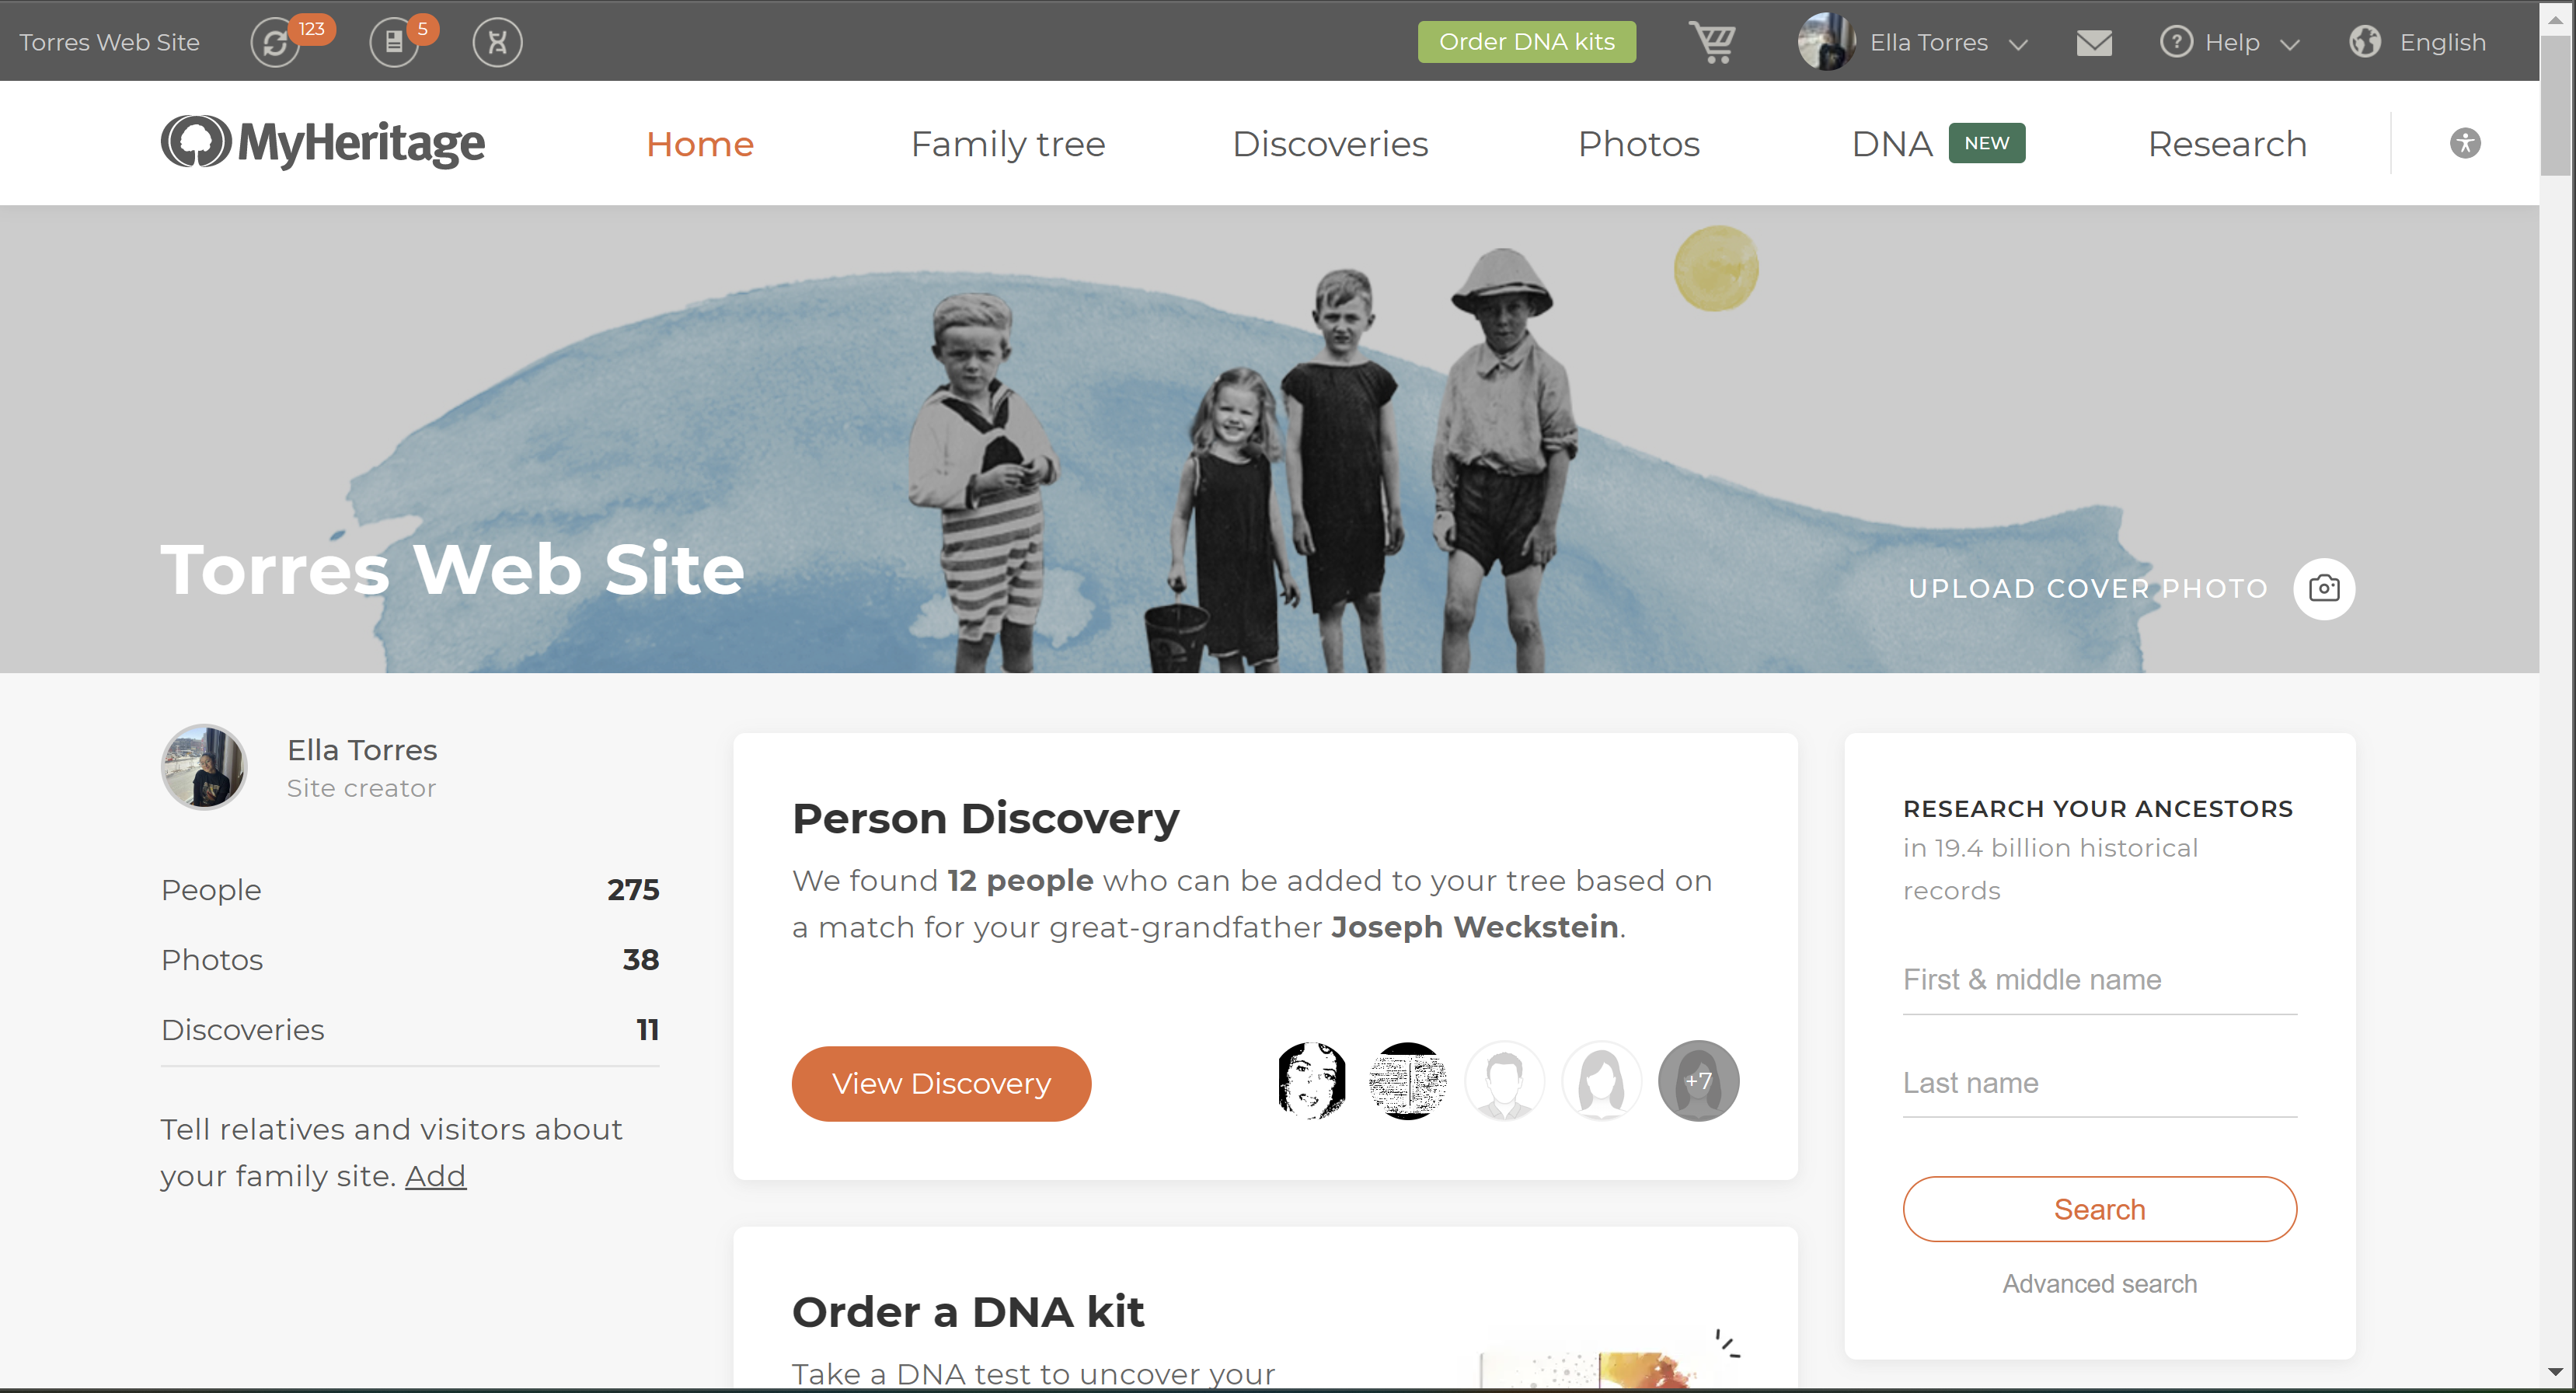 Torres Web Site
123
5
Order DNA kits
Ella Torres
Help
English
MyHeritage
Home
Family tree
Discoveries
Photos
DNA
NEW
Research
Torres Web Site
UPLOAD COVER PHOTO
Ella Torres
Site creator
People
275
Photos
38
Discoveries
11
Tell relatives and visitors about
your family site. Add
Person Discovery
We found 12 people who can be added to your tree based on
a match for your great-grandfather Joseph Weckstein.
View Discovery
+7
Order a DNA kit
Take a DNA test to uncover your
RESEARCH YOUR ANCESTORS
in 19.4 billion historical
records
First & middle name
Last name
Search
Advanced search